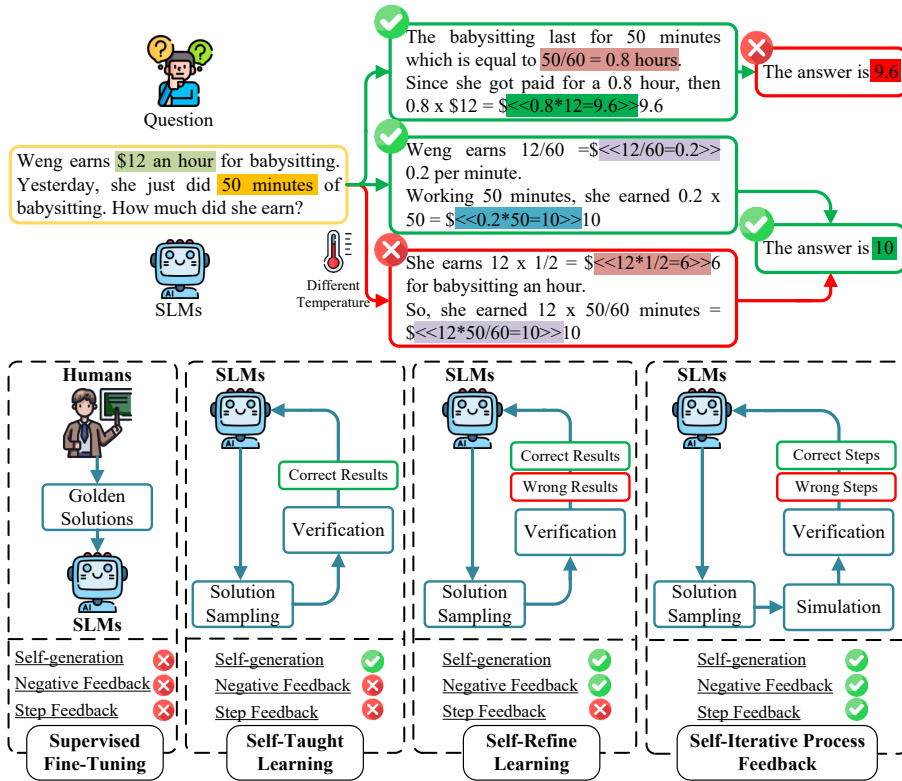 Question
Weng earns $12 an hour for babysitting.
Yesterday, she just did 50 minutes of
babysitting. How much did she earn?
SLMs
AI
Different
Temperature
The babysitting last for 50 minutes
which is equal to 50/60 = 0.8 hours.
Since she got paid for a 0.8 hour, then
0.8 x $12 = $<<0.8*12=9.6>>9.6
The answer is 9.6
Weng earns 12/60 =$<<12/60=0.2>>
0.2 per minute.
Working 50 minutes, she earned 0.2 x
50 = $<<0.2*50=10>>10
The answer is 10
She earns 12 x 1/2 = $<<12*1/2=6>>6
for babysitting an hour.
So, she earned 12 x 50/60 minutes =
$<<12*50/60=10>>10
Humans
Golden
Solutions
AI
SLMs
Self-generation
Negative Feedback
Step Feedback
Supervised
Fine-Tuning
SLMs
AI
Correct Results
Verification
Solution
Sampling
Self-generation
Negative Feedback
Step Feedback
Self-Taught
Learning
SLMs
AI
Correct Results
Wrong Results
Verification
Solution
Sampling
Self-generation
Negative Feedback
Step Feedback
Self-Refine
Learning
SLMs
AI
Correct Steps
Wrong Steps
Verification
Solution
Sampling
Simulation
Self-generation
Negative Feedback
Step Feedback
Self-Iterative Process
Feedback